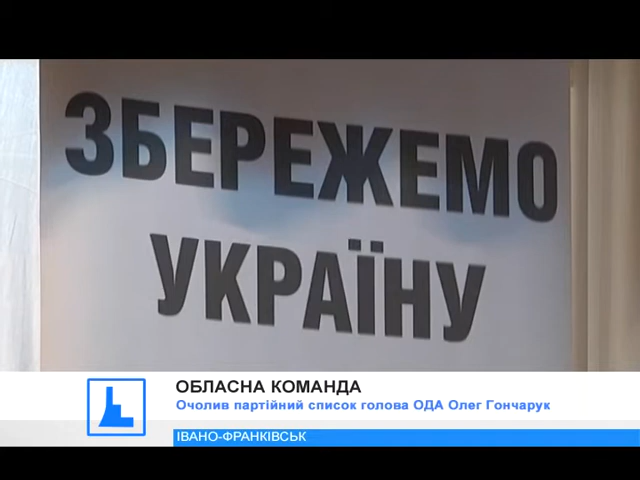 ЗБЕРЕЖЕМО
УКРАЇНУ
ОБЛАСНА КОМАНДА
Очолив партійний список голова ОДА Олег Гончарук
ІВАНО-ФРАНКІВСЬК